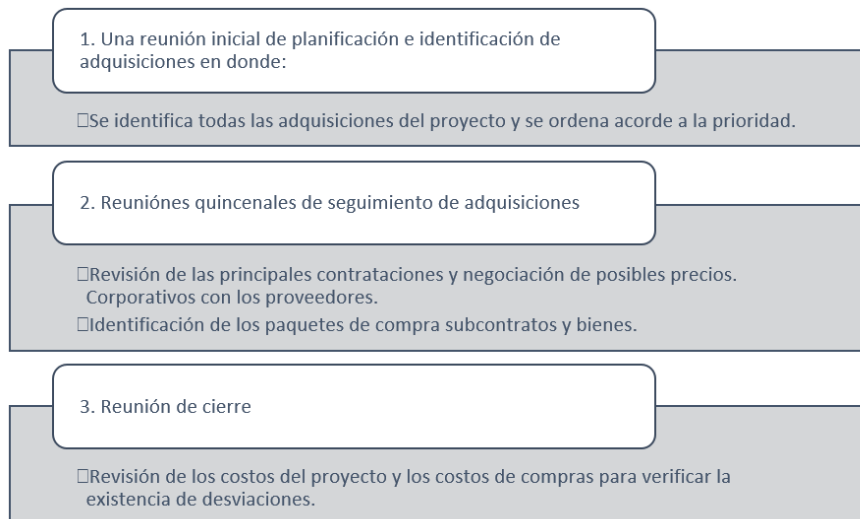 1. Una reunión inicial de planificación e identificación de
adquisiciones en donde:
□Se identifica todas las adquisiciones del proyecto y se ordena acorde a la prioridad.
2. Reuniónes quincenales de seguimiento de adquisiciones
□Revisión de las principales contrataciones y negociación de posibles precios.
Corporativos con los proveedores.
□Identificación de los paquetes de compra subcontratos y bienes.
3. Reunión de cierre
□Revisión de los costos del proyecto y los costos de compras para verificar la
existencia de desviaciones.